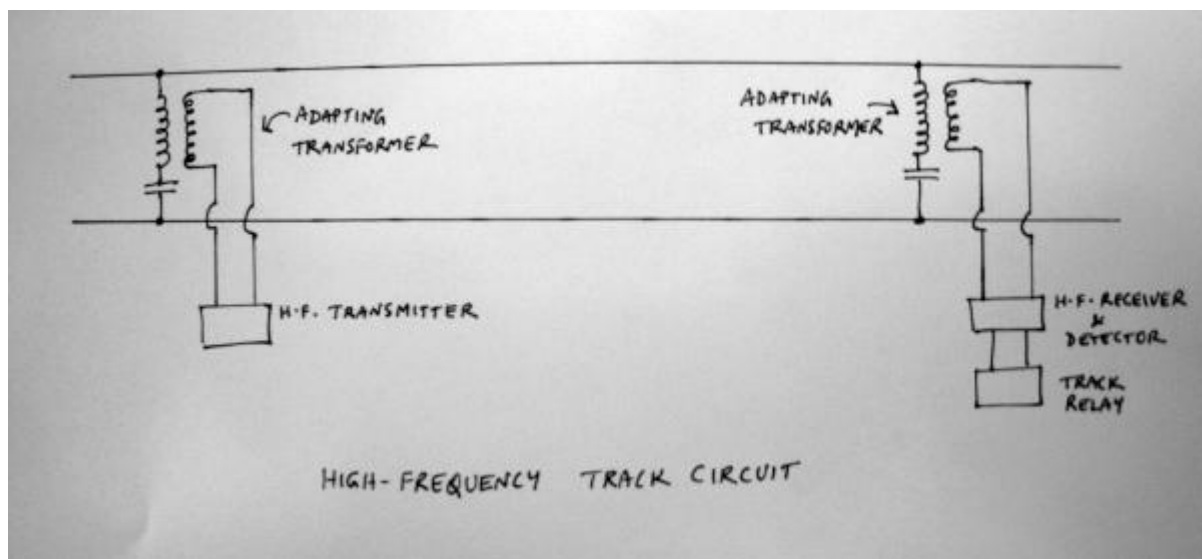 ADAPTING
TRANSFORMER
ADAPTING
TRANSFORMER
H.F. TRANSMITTER
H.F. RECEIVER
&
DETECTOR
TRACK
RELAY
HIGH-FREQUENCY TRACK CIRCUIT